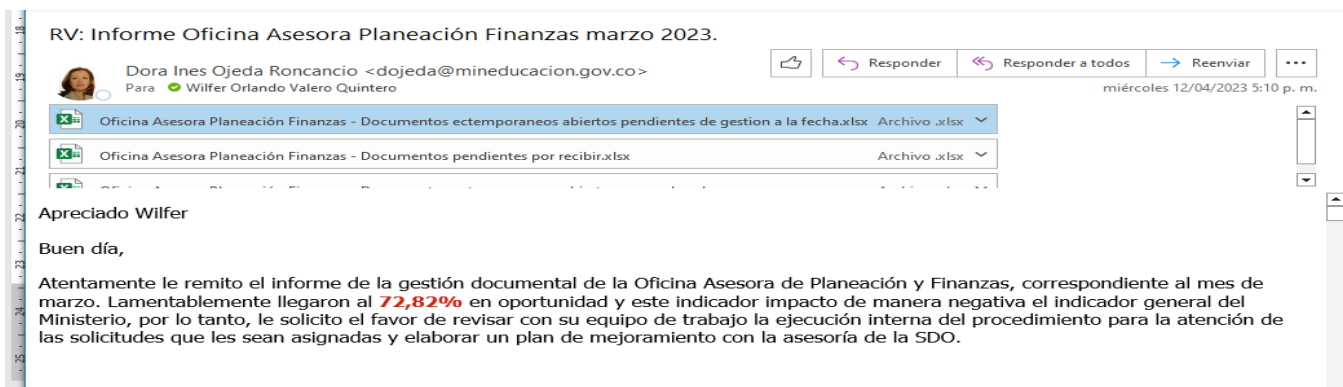 RV: Informe Oficina Asesora Planeación Finanzas marzo 2023.
Dora Ines Ojeda Roncancio <dojeda@mineducacion.gov.co>
Para Wilfer Orlando Valero Quintero
Responder
Responder a todos
Reenviar
miércoles 12/04/2023 5:10 p. m.
Oficina Asesora Planeación Finanzas - Documentos ectemporaneos abiertos pendientes de gestion a la fecha.xlsx Archivo .xlsx
Oficina Asesora Planeación Finanzas - Documentos pendientes por recibir.xlsx Archivo .xlsx
Apreciado Wilfer
Buen día,
Atentamente le remito el informe de la gestión documental de la Oficina Asesora de Planeación y Finanzas, correspondiente al mes de
marzo. Lamentablemente llegaron al 72,82% en oportunidad y este indicador impacto de manera negativa el indicador general del
Ministerio, por lo tanto, le solicito el favor de revisar con su equipo de trabajo la ejecución interna del procedimiento para la atención de
las solicitudes que les sean asignadas y elaborar un plan de mejoramiento con la asesoría de la SDO.